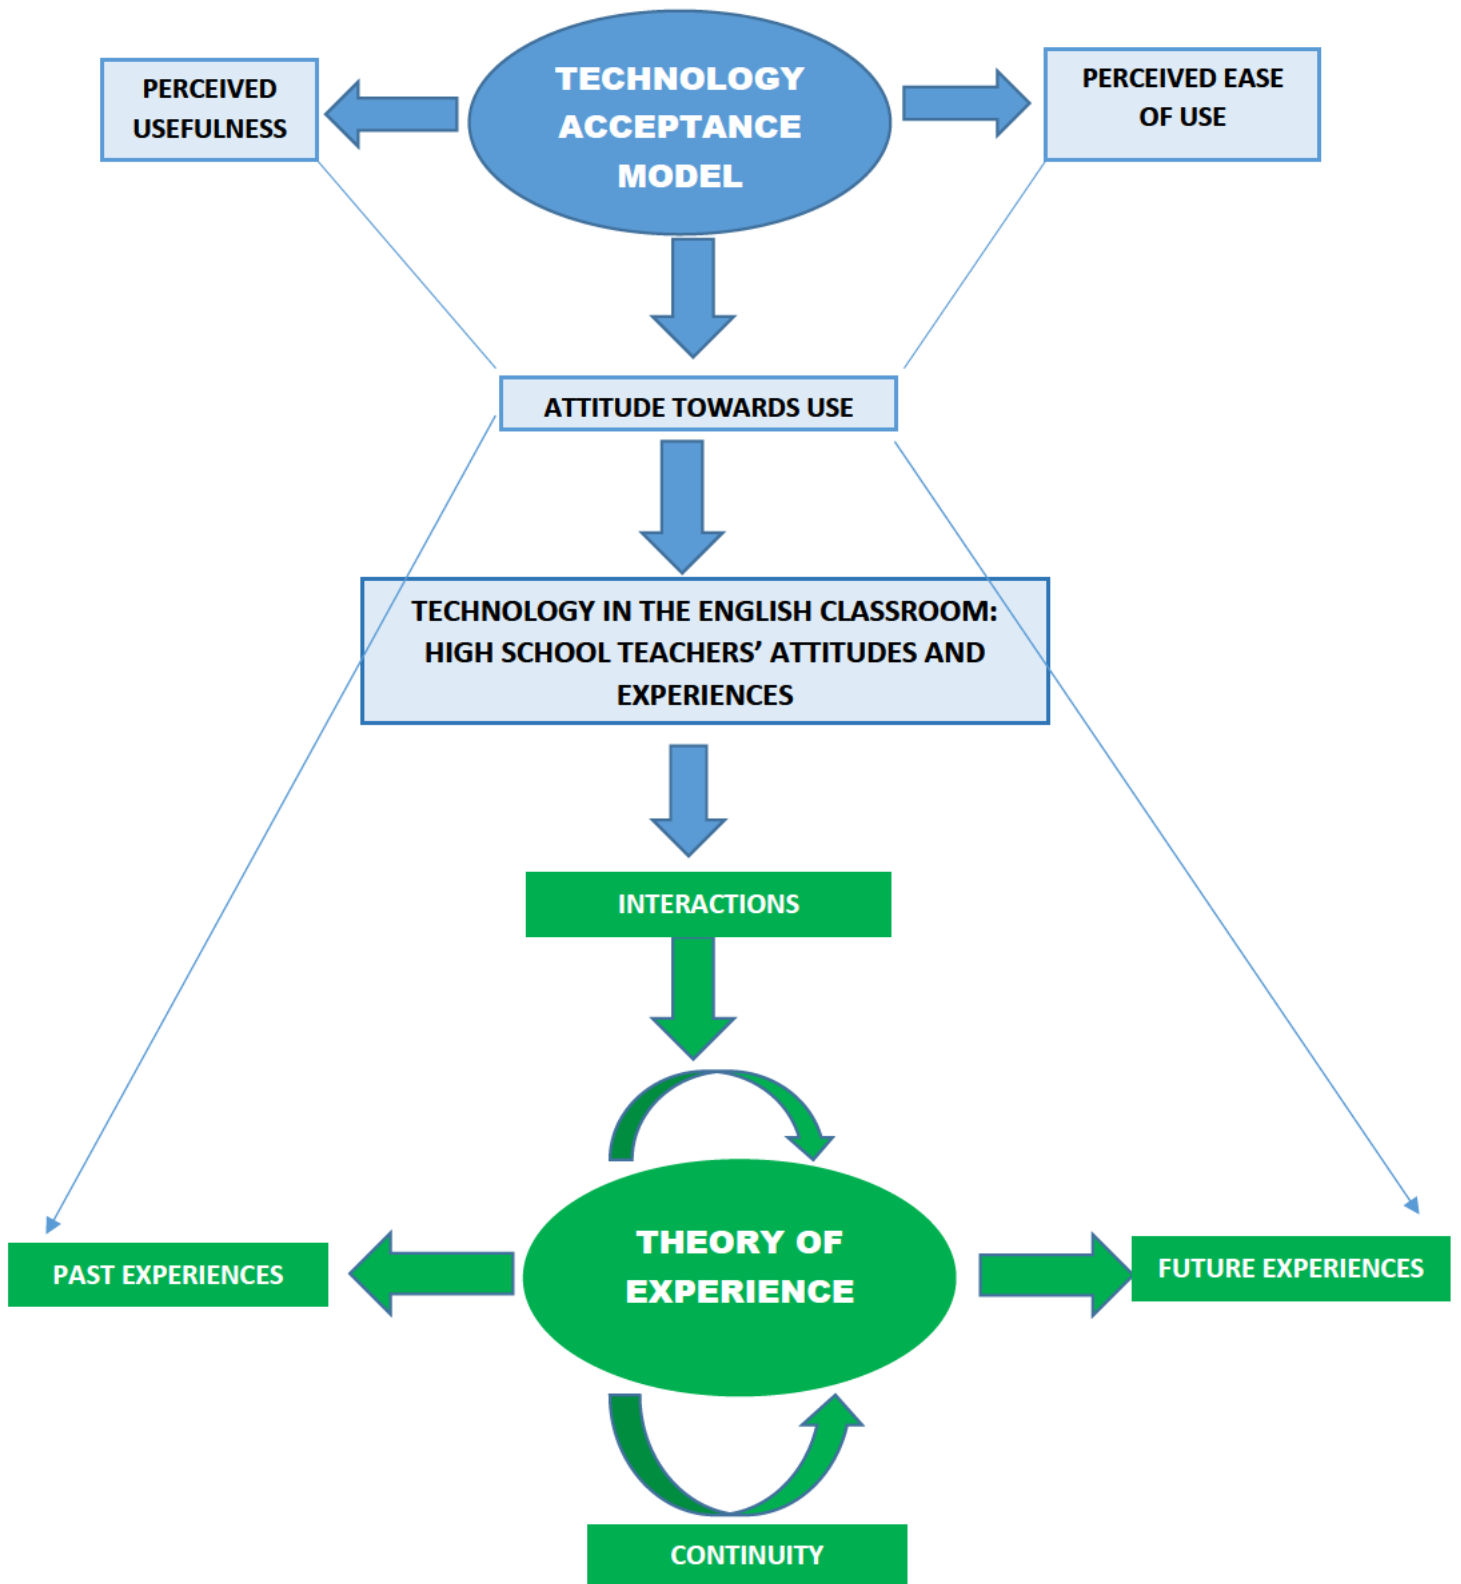 PERCEIVED
USEFULNESS
TECHNOLOGY
ACCEPTANCE
MODEL
PERCEIVED EASE
OF USE
ATTITUDE TOWARDS USE
TECHNOLOGY IN THE ENGLISH CLASSROOM:
HIGH SCHOOL TEACHERS’ ATTITUDES AND
EXPERIENCES
INTERACTIONS
PAST EXPERIENCES
THEORY OF
EXPERIENCE
FUTURE EXPERIENCES
CONTINUITY